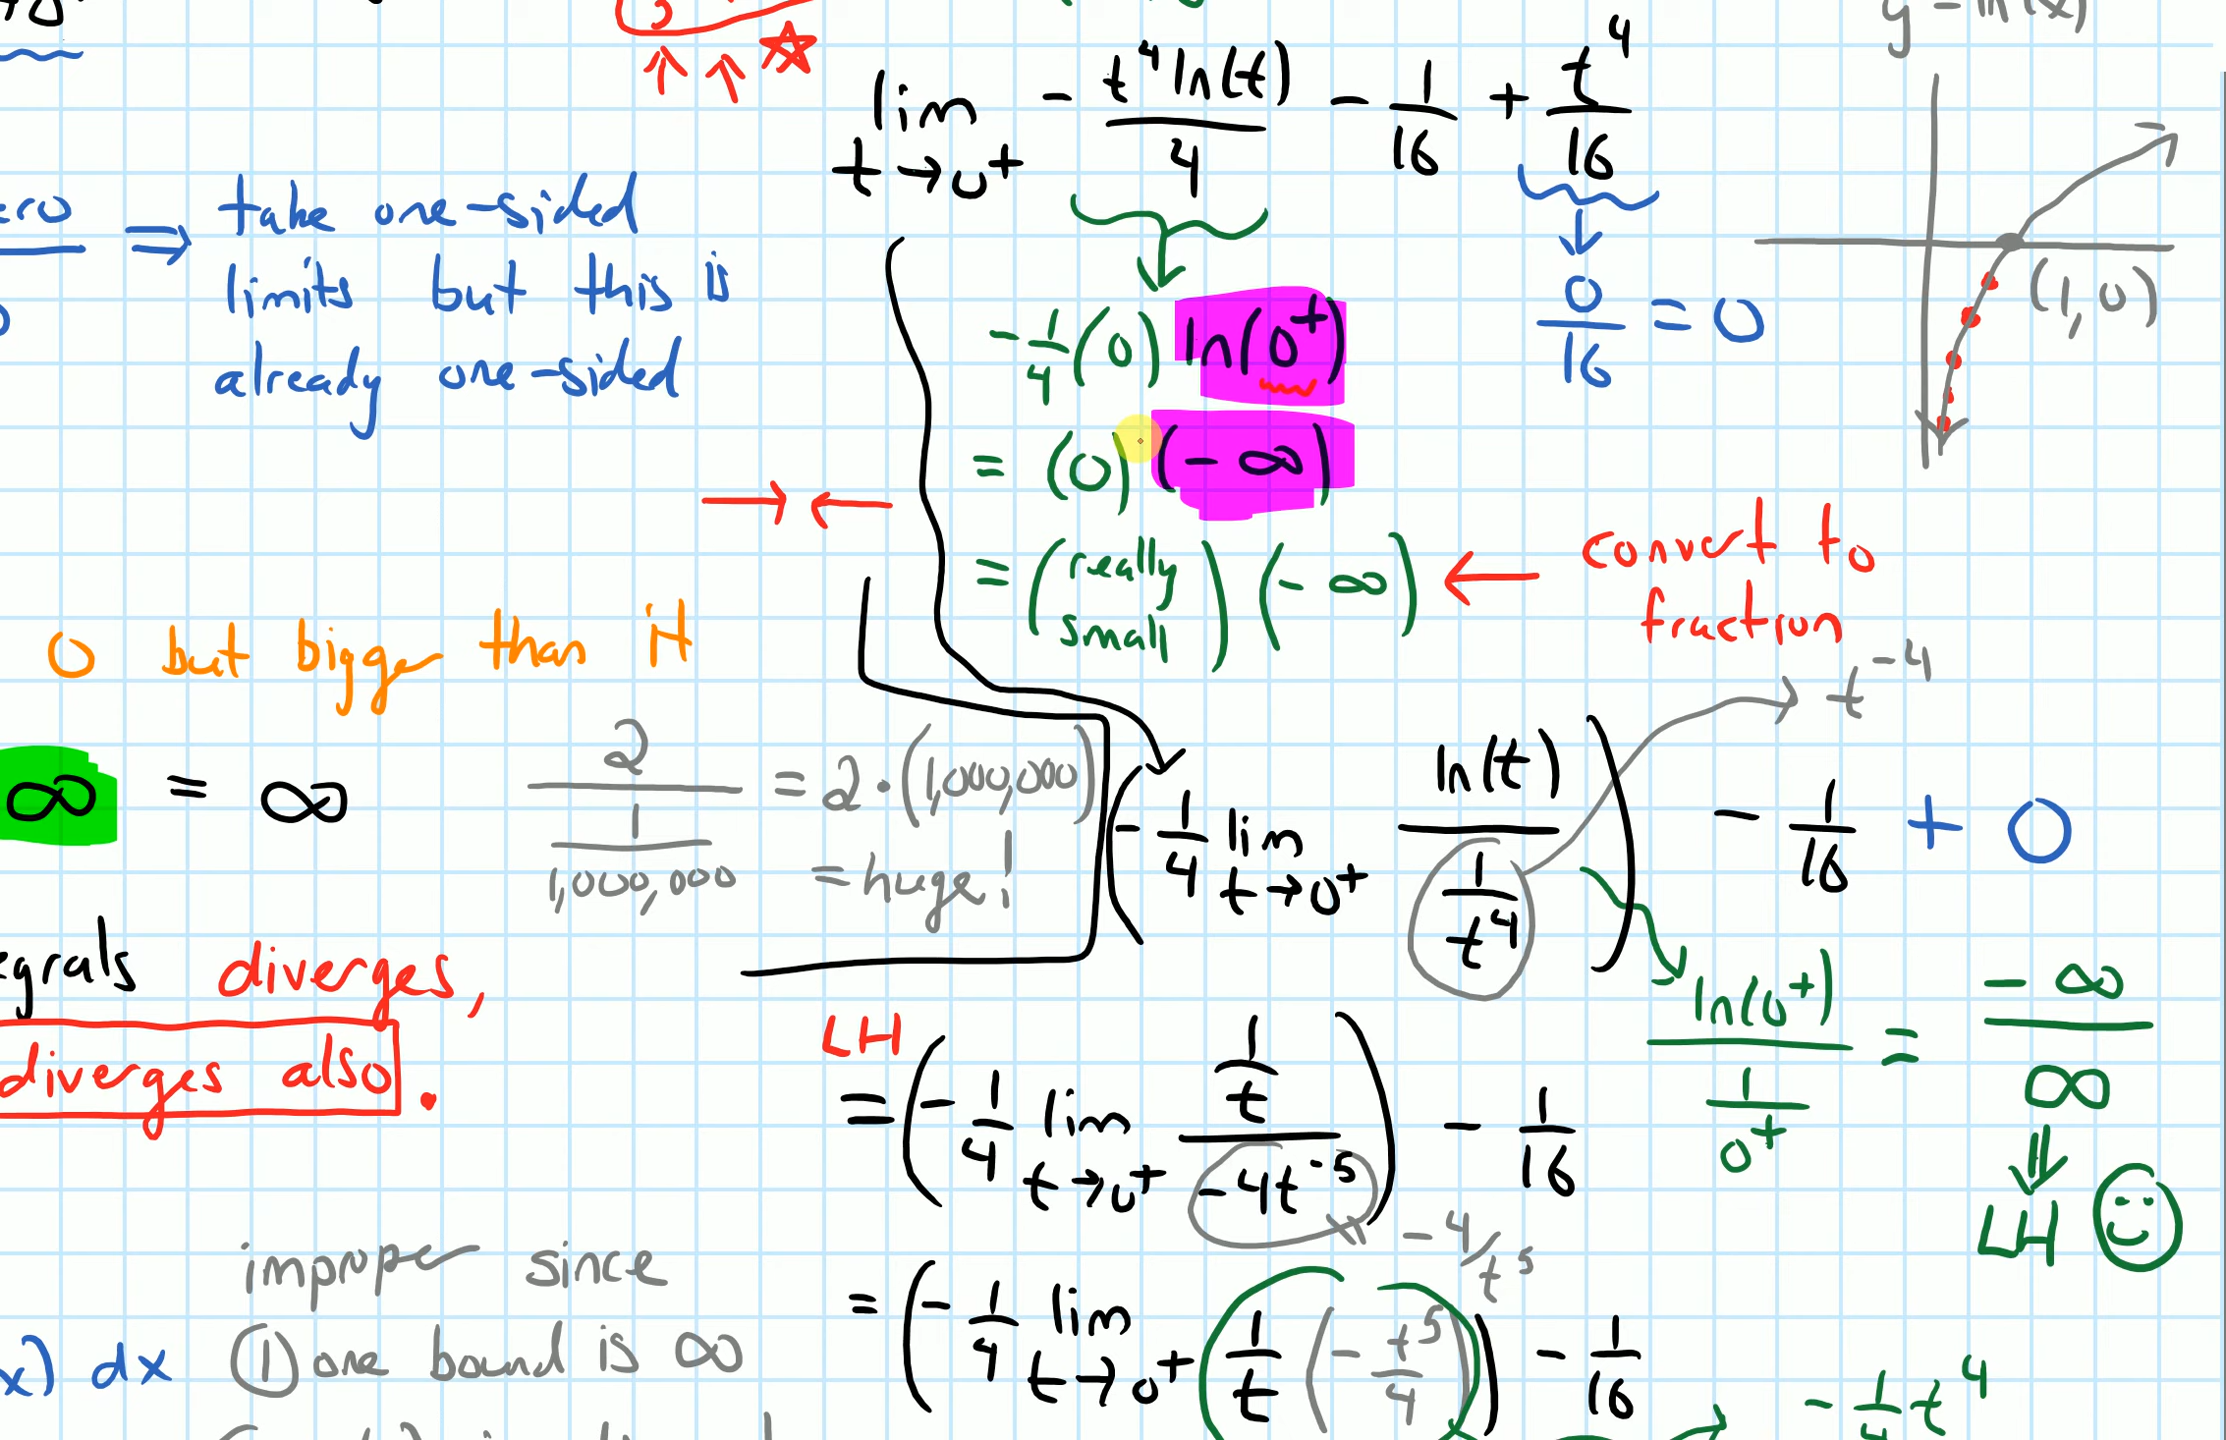 y = ln(x)
lim t→0⁺ - t⁴ ln(t)/4 - 1/16 + t⁴/16
⇒ take one-sided
limits but this is
already one-sided
-1/4 (0) ln(0⁺)
0/16 = 0
(1, 0)
= (0) (-∞)
→ ←
= (really small) (-∞) ← convert to
fraction
0 but bigger than it
t⁻⁴
∞ = ∞
2 / (1/1,000,000) = 2·(1,000,000)
= huge!
(-1/4 lim t→0⁺ ln(t) / (1/t⁴)) - 1/16 + 0
diverges,
diverges also.
ln(0⁺) / (1/0⁺) = -∞/∞
⇓
LH
LH
= (-1/4 lim t→0⁺ (1/t) / (-4t⁻⁵)) - 1/16
= -4/t⁵
improper since
= (-1/4 lim t→0⁺ 1/t (-t⁵/4)) - 1/16
x) dx ① one bound is ∞
-1/4 t⁴